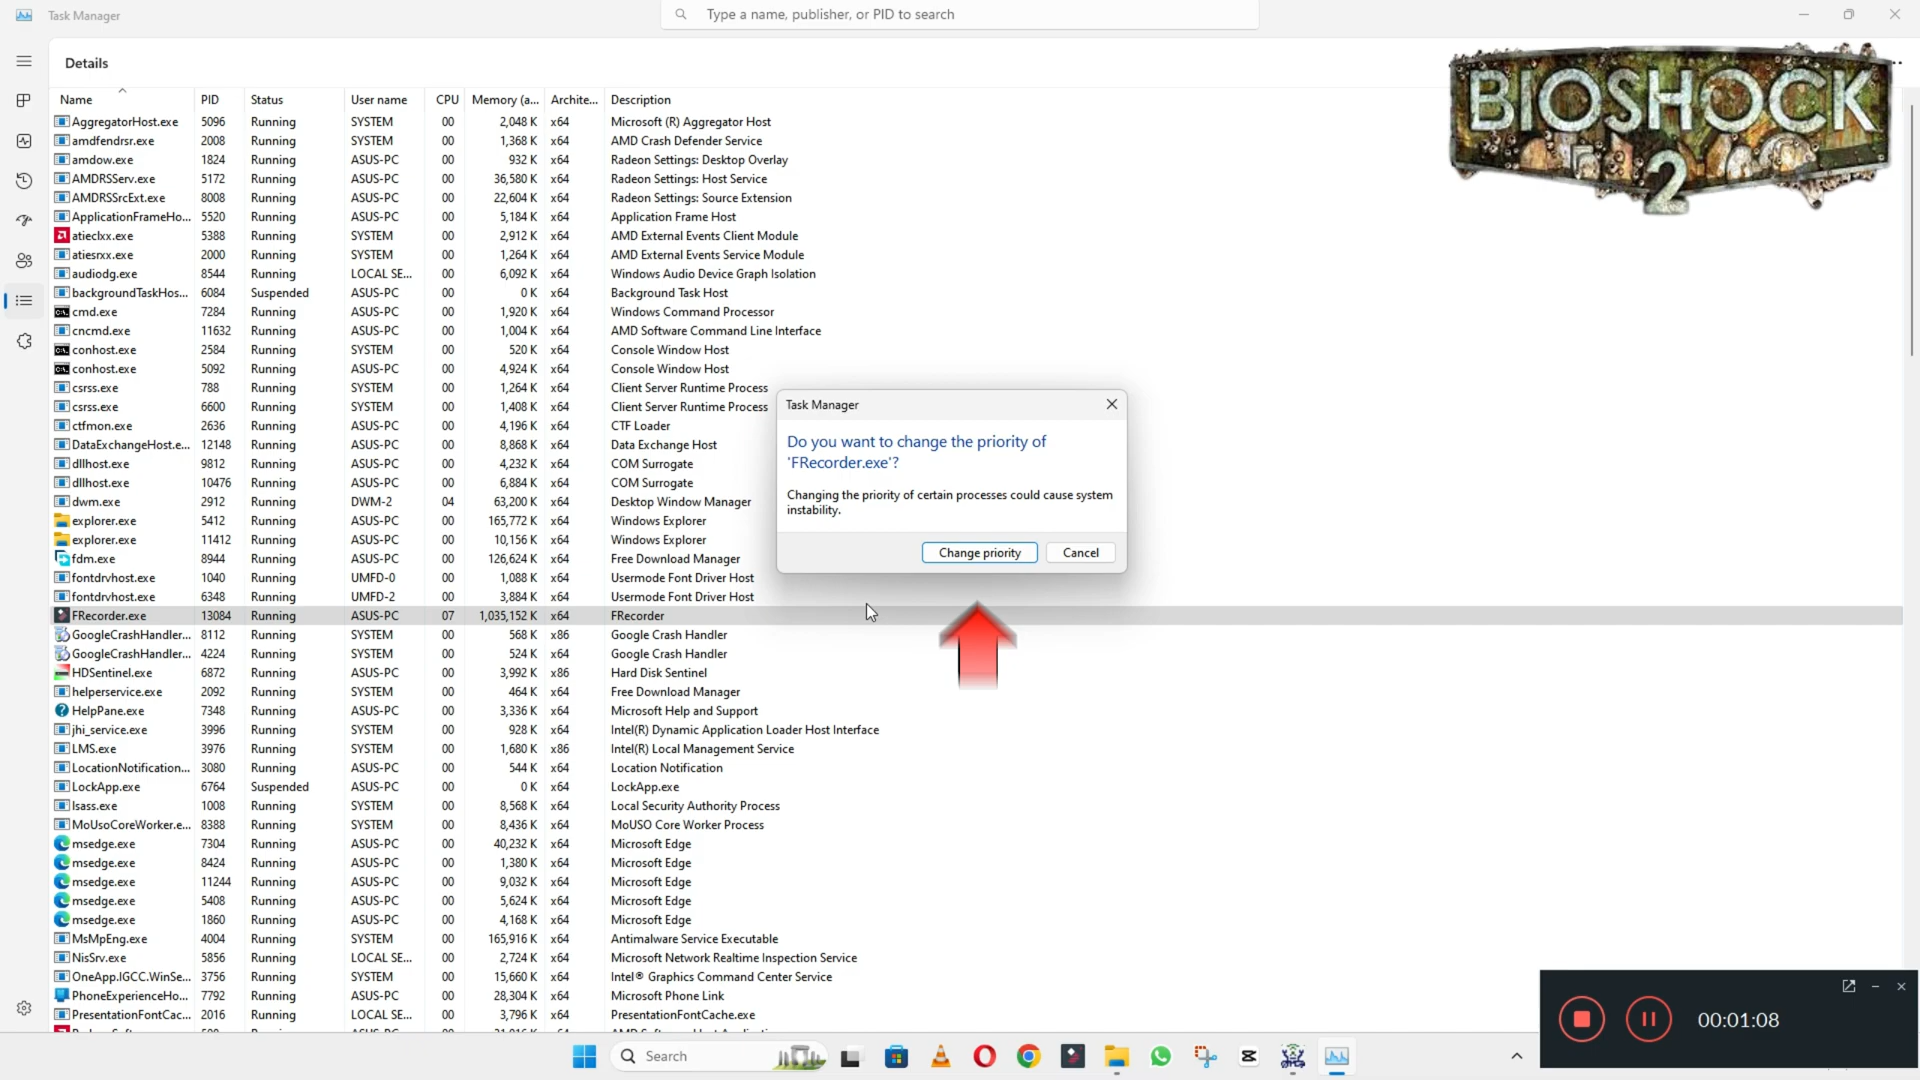 Task Manager
Type a name, publisher, or PID to search
Details
BIOSHOCK
2
Name PID Status User name CPU Memory (a... Archite... Description
AggregatorHost.exe 5096 Running SYSTEM 00 2,048 K x64 Microsoft (R) Aggregator Host
amdfendrsr.exe 2008 Running SYSTEM 00 1,368 K x64 AMD Crash Defender Service
amdow.exe 1824 Running ASUS-PC 00 932 K x64 Radeon Settings: Desktop Overlay
AMDRSServ.exe 5172 Running ASUS-PC 00 36,580 K x64 Radeon Settings: Host Service
AMDRSSrcExt.exe 8008 Running ASUS-PC 00 22,604 K x64 Radeon Settings: Source Extension
ApplicationFrameHo... 5520 Running ASUS-PC 00 5,184 K x64 Application Frame Host
atieclxx.exe 5388 Running SYSTEM 00 2,912 K x64 AMD External Events Client Module
atiesrxx.exe 2000 Running SYSTEM 00 1,264 K x64 AMD External Events Service Module
audiodg.exe 8544 Running LOCAL SE... 00 6,092 K x64 Windows Audio Device Graph Isolation
backgroundTaskHos... 6084 Suspended ASUS-PC 00 0 K x64 Background Task Host
cmd.exe 7284 Running ASUS-PC 00 1,920 K x64 Windows Command Processor
cncmd.exe 11632 Running ASUS-PC 00 1,004 K x64 AMD Software Command Line Interface
conhost.exe 2584 Running SYSTEM 00 520 K x64 Console Window Host
conhost.exe 5092 Running ASUS-PC 00 4,924 K x64 Console Window Host
csrss.exe 788 Running SYSTEM 00 1,264 K x64 Client Server Runtime Process
csrss.exe 6600 Running SYSTEM 00 1,408 K x64 Client Server Runtime Process
ctfmon.exe 2636 Running ASUS-PC 00 4,196 K x64 CTF Loader
DataExchangeHost.e... 12148 Running ASUS-PC 00 8,868 K x64 Data Exchange Host
dllhost.exe 9812 Running ASUS-PC 00 4,232 K x64 COM Surrogate
dllhost.exe 10476 Running ASUS-PC 00 6,884 K x64 COM Surrogate
dwm.exe 2912 Running DWM-2 04 63,200 K x64 Desktop Window Manager
explorer.exe 5412 Running ASUS-PC 00 165,772 K x64 Windows Explorer
explorer.exe 11412 Running ASUS-PC 00 10,156 K x64 Windows Explorer
fdm.exe 8944 Running ASUS-PC 00 126,624 K x64 Free Download Manager
fontdrvhost.exe 1040 Running UMFD-0 00 1,088 K x64 Usermode Font Driver Host
fontdrvhost.exe 6348 Running UMFD-2 00 3,884 K x64 Usermode Font Driver Host
FRecorder.exe 13084 Running ASUS-PC 07 1,035,152 K x64 FRecorder
GoogleCrashHandler... 8112 Running SYSTEM 00 568 K x86 Google Crash Handler
GoogleCrashHandler... 4224 Running SYSTEM 00 524 K x64 Google Crash Handler
HDSentinel.exe 6872 Running ASUS-PC 00 3,992 K x86 Hard Disk Sentinel
helperservice.exe 2092 Running SYSTEM 00 464 K x64 Free Download Manager
HelpPane.exe 7348 Running ASUS-PC 00 3,336 K x64 Microsoft Help and Support
jhi_service.exe 3996 Running SYSTEM 00 928 K x64 Intel(R) Dynamic Application Loader Host Interface
LMS.exe 3976 Running SYSTEM 00 1,680 K x86 Intel(R) Local Management Service
LocationNotification... 3080 Running ASUS-PC 00 544 K x64 Location Notification
LockApp.exe 6764 Suspended ASUS-PC 00 0 K x64 LockApp.exe
lsass.exe 1008 Running SYSTEM 00 8,568 K x64 Local Security Authority Process
MoUsoCoreWorker.e... 8388 Running SYSTEM 00 8,436 K x64 MoUSO Core Worker Process
msedge.exe 7304 Running ASUS-PC 00 40,232 K x64 Microsoft Edge
msedge.exe 8424 Running ASUS-PC 00 1,380 K x64 Microsoft Edge
msedge.exe 11244 Running ASUS-PC 00 9,032 K x64 Microsoft Edge
msedge.exe 5408 Running ASUS-PC 00 5,624 K x64 Microsoft Edge
msedge.exe 1860 Running ASUS-PC 00 4,168 K x64 Microsoft Edge
MsMpEng.exe 4004 Running SYSTEM 00 165,916 K x64 Antimalware Service Executable
NisSrv.exe 5856 Running LOCAL SE... 00 2,724 K x64 Microsoft Network Realtime Inspection Service
OneApp.IGCC.WinSe... 3756 Running SYSTEM 00 15,660 K x64 Intel® Graphics Command Center Service
PhoneExperienceHo... 7792 Running ASUS-PC 00 28,304 K x64 Microsoft Phone Link
PresentationFontCac... 2016 Running LOCAL SE... 00 3,796 K x64 PresentationFontCache.exe
Task Manager
Do you want to change the priority of
'FRecorder.exe'?
Changing the priority of certain processes could cause system
instability.
Change priority Cancel
00:01:08
Search